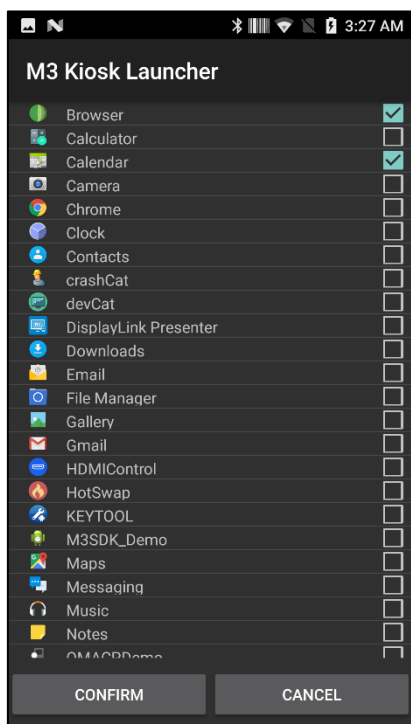 3:27 AM
M3 Kiosk Launcher
Browser
Calculator
Calendar
Camera
Chrome
Clock
Contacts
crashCat
devCat
DisplayLink Presenter
Downloads
Email
File Manager
Gallery
Gmail
HDMIControl
HotSwap
KEYTOOL
M3SDK_Demo
Maps
Messaging
Music
Notes
CONFIRM
CANCEL